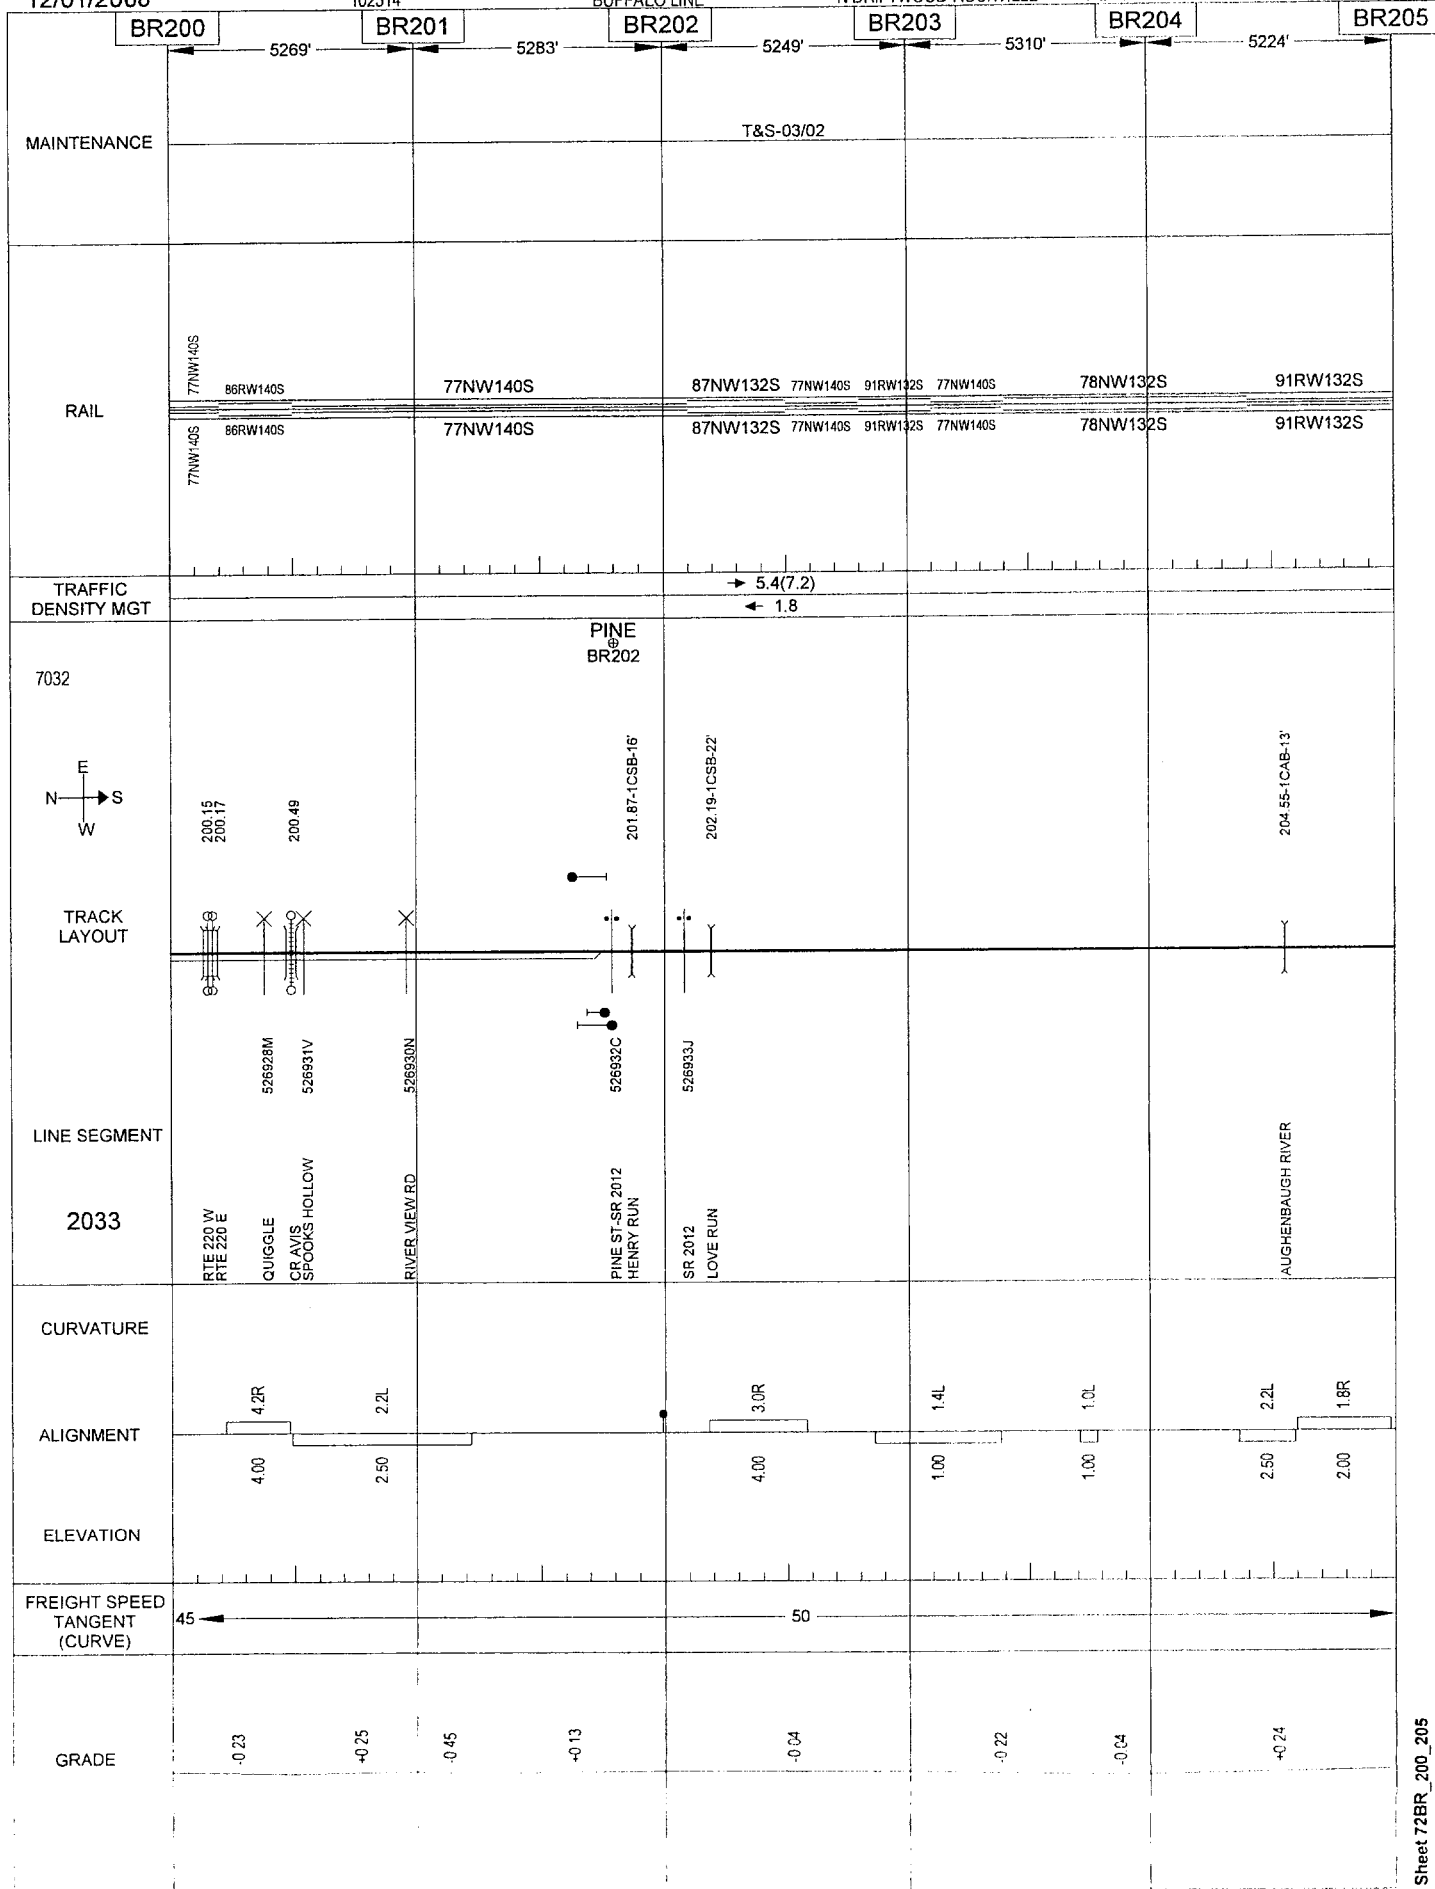 12/01/2008
102514
BUFFALO LINE
BR200
BR201
BR202
BR203
BR204
BR205
5269'
5283'
5249'
5310'
5224'
MAINTENANCE
T&S-03/02
RAIL
77NW140S
86RW140S
77NW140S
87NW132S
77NW140S
91RW132S
77NW140S
78NW132S
91RW132S
77NW140S
86RW140S
77NW140S
87NW132S
77NW140S
91RW132S
77NW140S
78NW132S
91RW132S
TRAFFIC
DENSITY MGT
5.4(7.2)
1.8
7032
PINE
BR202
E
N S
W
200.15
200.17
200.49
201.87-1CSB-16'
202.19-1CSB-22'
204.55-1CAB-13'
TRACK
LAYOUT
526928M
526931V
526930N
526932C
526933J
LINE SEGMENT
2033
RTE 220 W
RTE 220 E
QUIGGLE
CR AVIS
SPOOKS HOLLOW
RIVER VIEW RD
PINE ST-SR 2012
HENRY RUN
SR 2012
LOVE RUN
AUGHENBAUGH RIVER
CURVATURE
4.2R
2.2L
3.0R
1.4L
1.0L
2.2L
1.8R
ALIGNMENT
4.00
2.50
4.00
1.00
1.00
2.50
2.00
ELEVATION
FREIGHT SPEED
TANGENT
(CURVE)
45
50
GRADE
-0.23
+0.25
-0.45
+0.13
-0.04
-0.22
-0.04
+0.24
Sheet 72BR_200_205